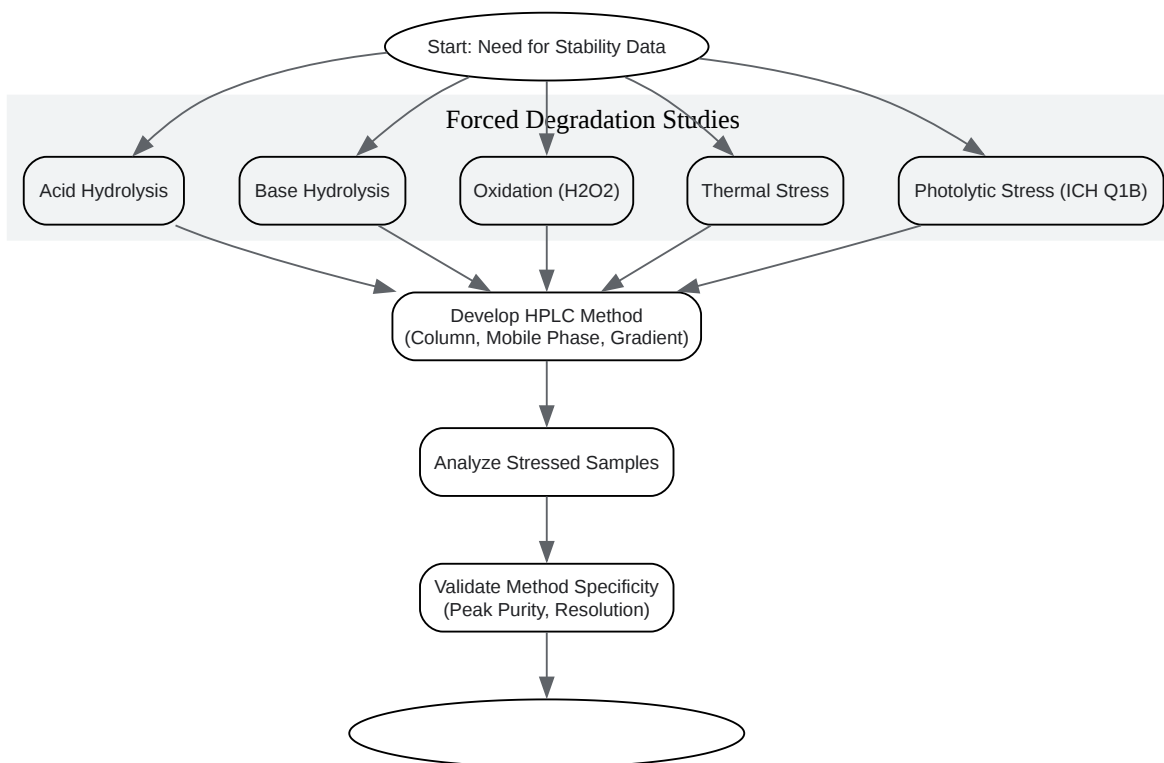 Start: Need for Stability Data
Forced Degradation Studies
Acid Hydrolysis
Base Hydrolysis
Oxidation (H2O2)
Thermal Stress
Photolytic Stress (ICH Q1B)
Develop HPLC Method
(Column, Mobile Phase, Gradient)
Analyze Stressed Samples
Validate Method Specificity
(Peak Purity, Resolution)